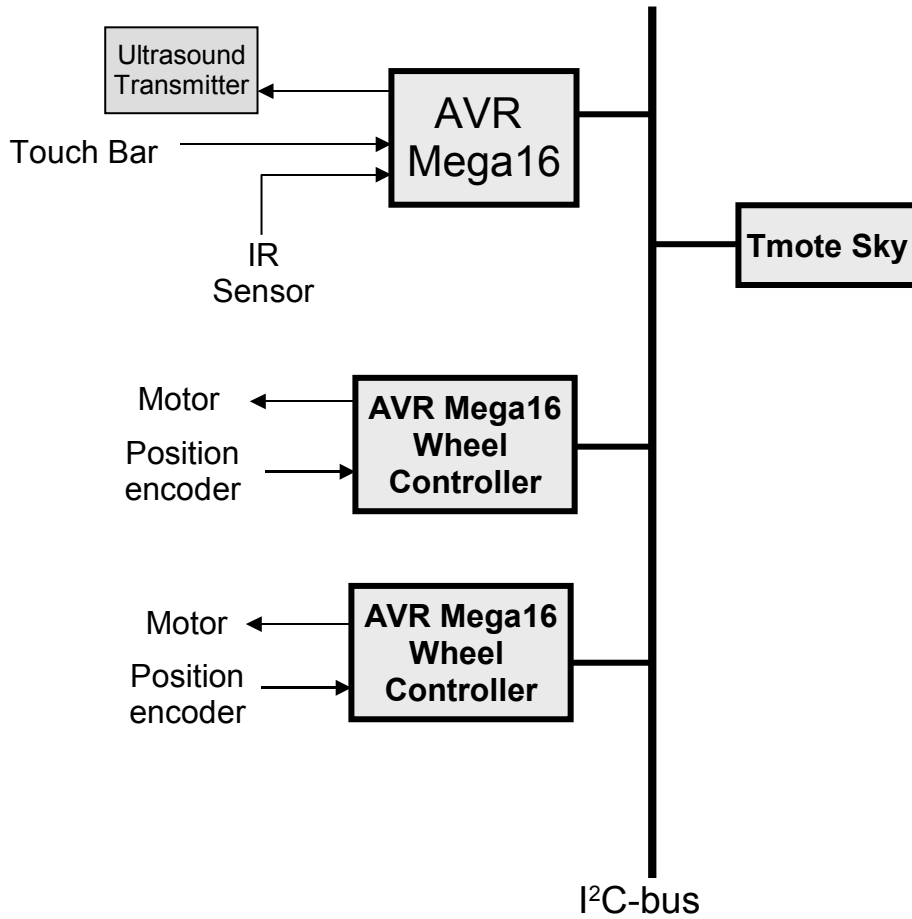 Ultrasound
Transmitter
AVR
Mega16
Touch Bar
IR
Sensor
Tmote Sky
Motor
Position
encoder
AVR Mega16
Wheel
Controller
Motor
Position
encoder
AVR Mega16
Wheel
Controller
I²C-bus